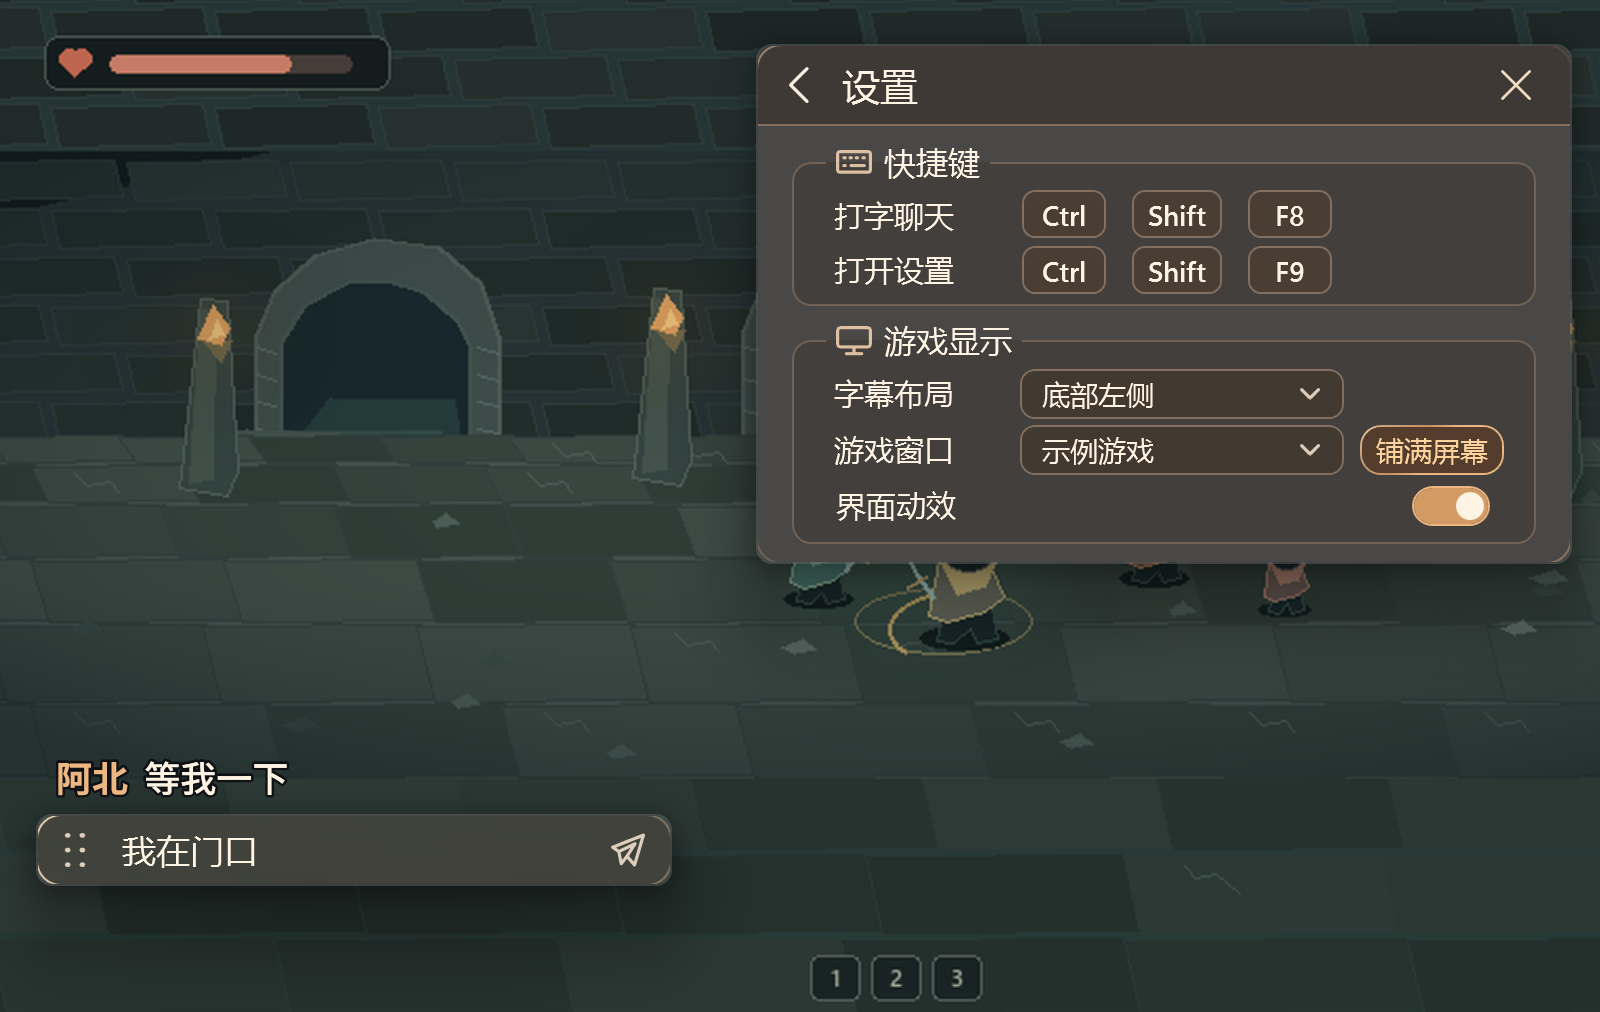 设置
快捷键
打字聊天 Ctrl Shift F8
打开设置 Ctrl Shift F9
游戏显示
字幕布局 底部左侧
游戏窗口 示例游戏 铺满屏幕
界面动效
阿北 等我一下
我在门口
1 2 3